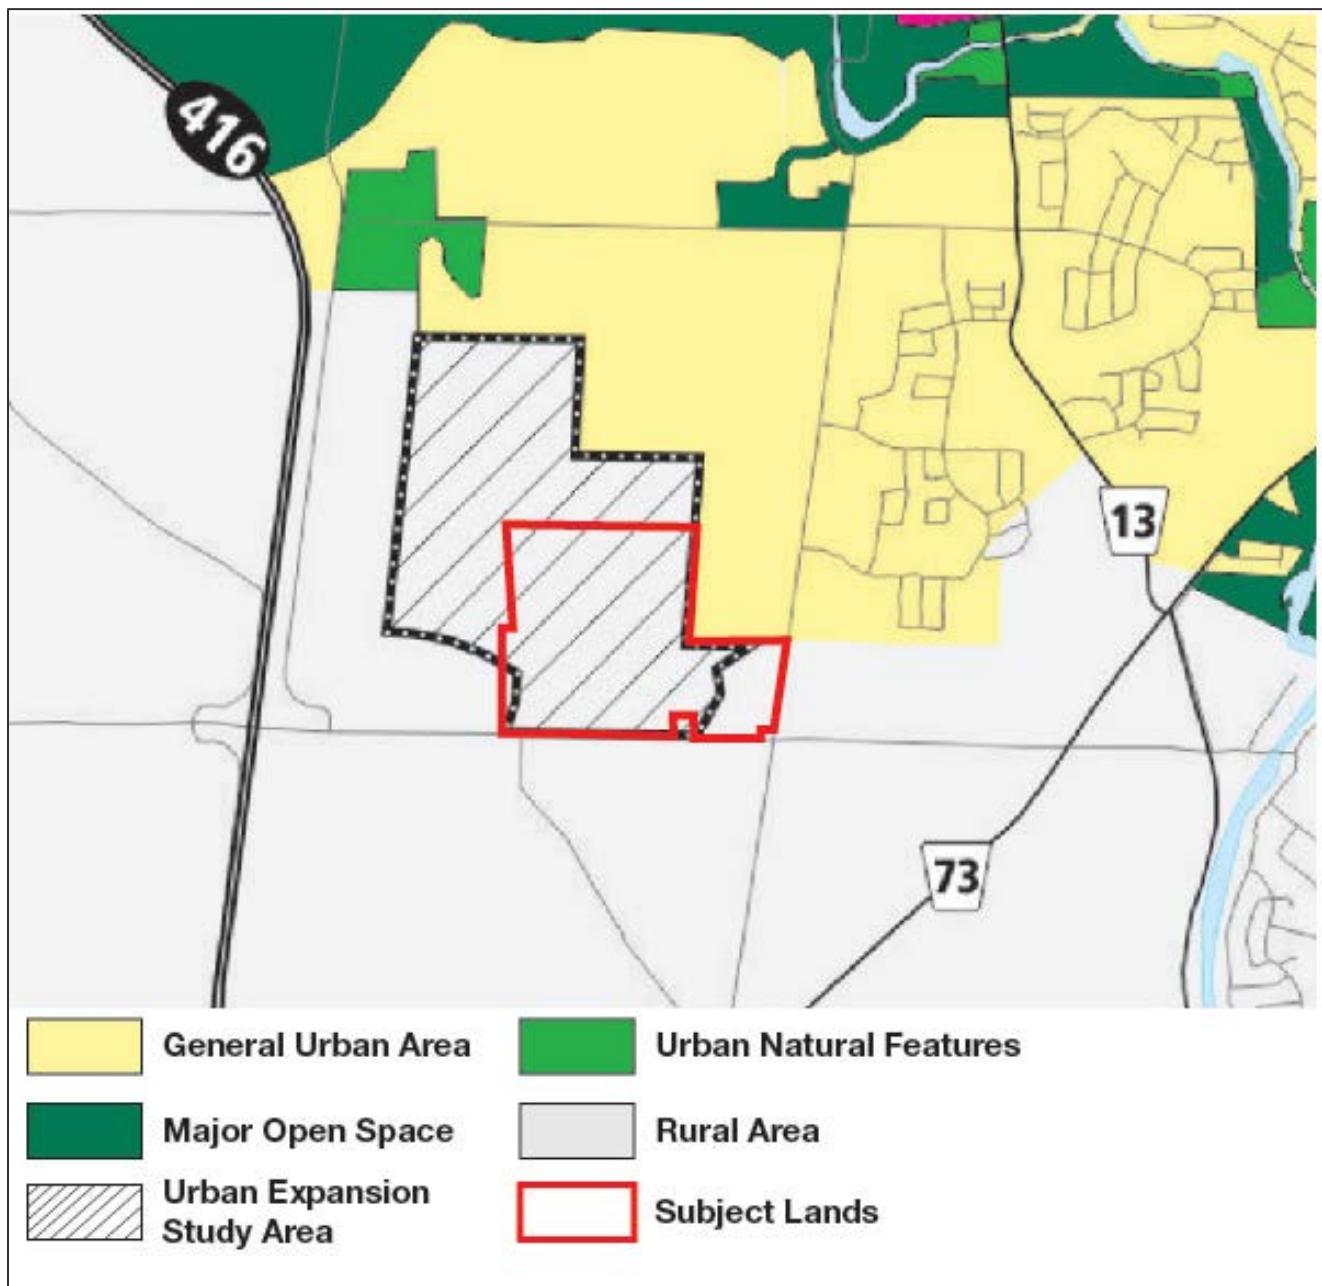 416
13
73
General Urban Area
Urban Natural Features
Major Open Space
Rural Area
Urban Expansion
Study Area
Subject Lands